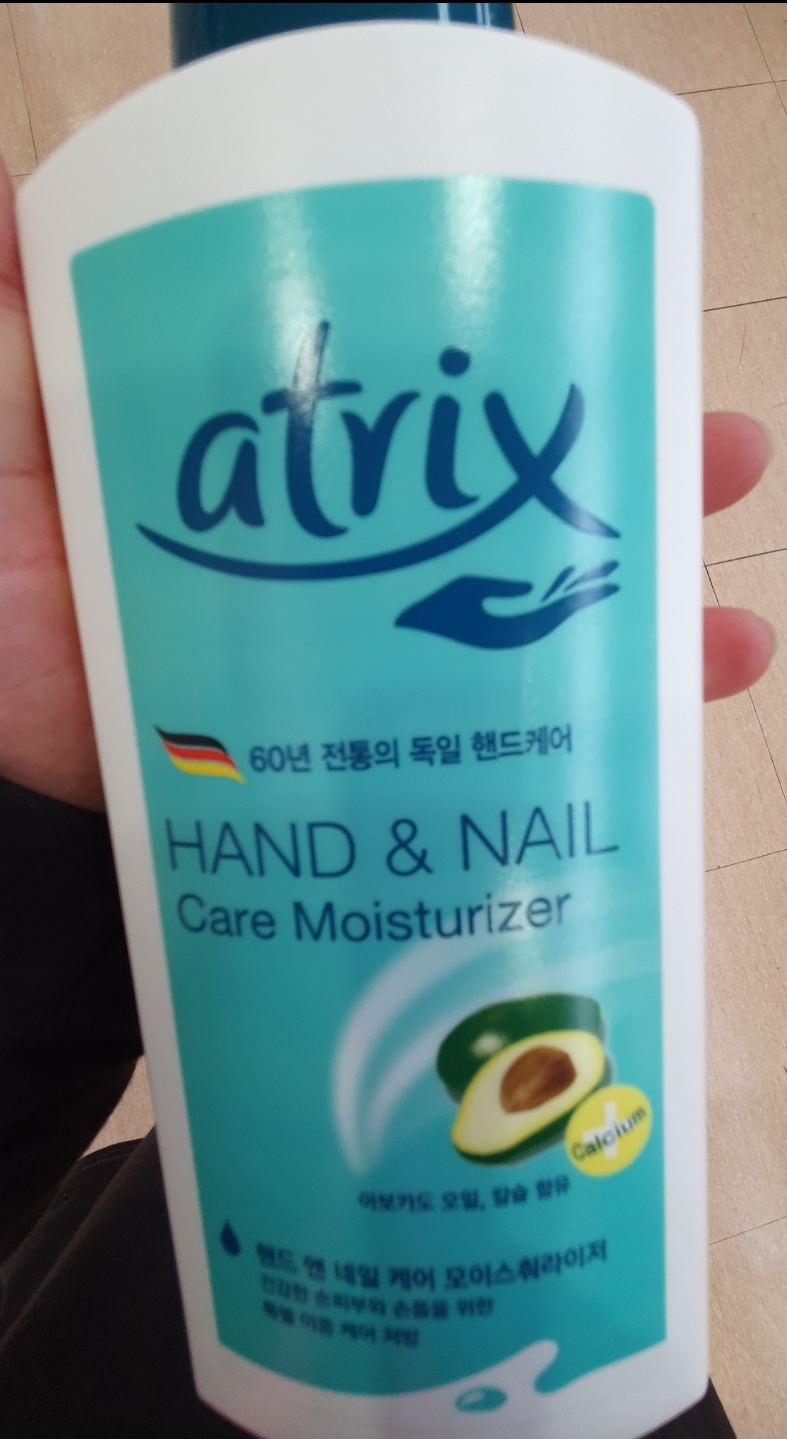 atrix
60년 전통의 독일 핸드케어
HAND & NAIL
Care Moisturizer
Calcium
아보카도 오일, 칼슘 함유
핸드 앤 네일 케어 모이스춰라이저
건강한 손피부와 손톱을 위한
특별 이중 케어 처방